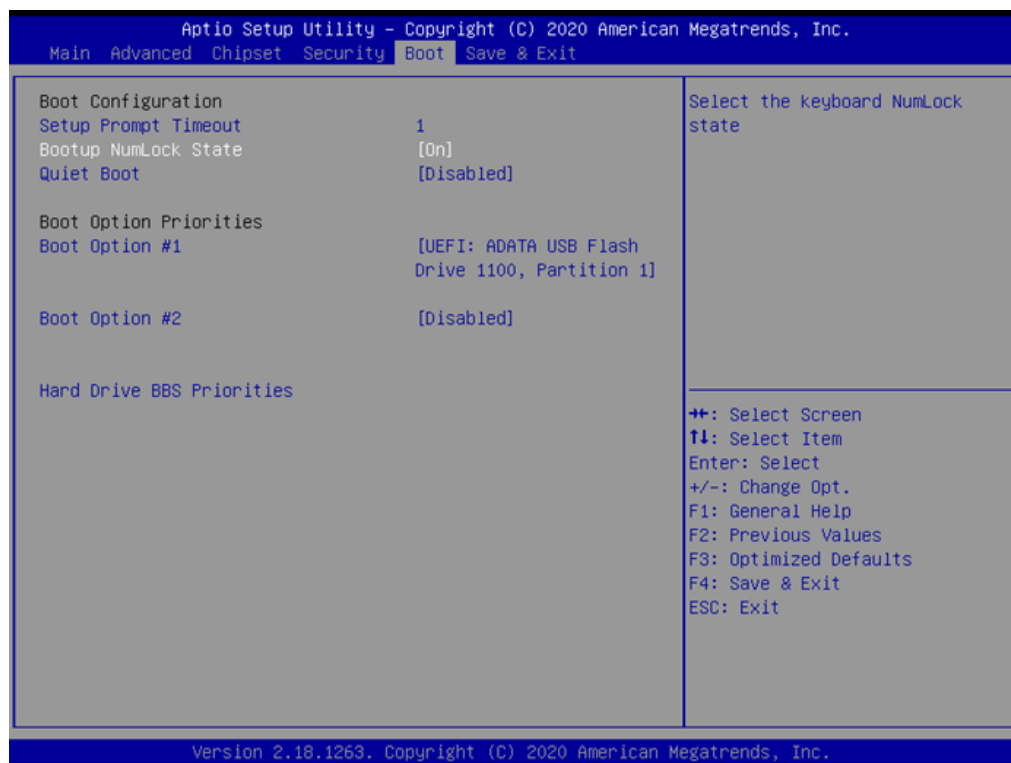 Aptio Setup Utility – Copyright (C) 2020 American Megatrends, Inc.
Main Advanced Chipset Security Boot Save & Exit
Boot Configuration
Setup Prompt Timeout 1
Bootup NumLock State [On]
Quiet Boot [Disabled]
Boot Option Priorities
Boot Option #1 [UEFI: ADATA USB Flash
Drive 1100, Partition 1]
Boot Option #2 [Disabled]
Hard Drive BBS Priorities
Select the keyboard NumLock
state
→←: Select Screen
↑↓: Select Item
Enter: Select
+/-: Change Opt.
F1: General Help
F2: Previous Values
F3: Optimized Defaults
F4: Save & Exit
ESC: Exit
Version 2.18.1263. Copyright (C) 2020 American Megatrends, Inc.